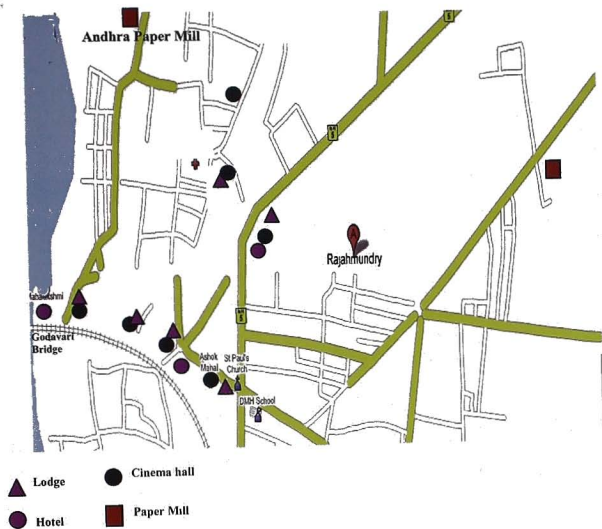 Andhra Paper Mill
Rajahmundry
Godavari
Bridge
Ashok
Mahal
St Paul's
Church
DMH School
Lodge
Cinema hall
Hotel
Paper Mill